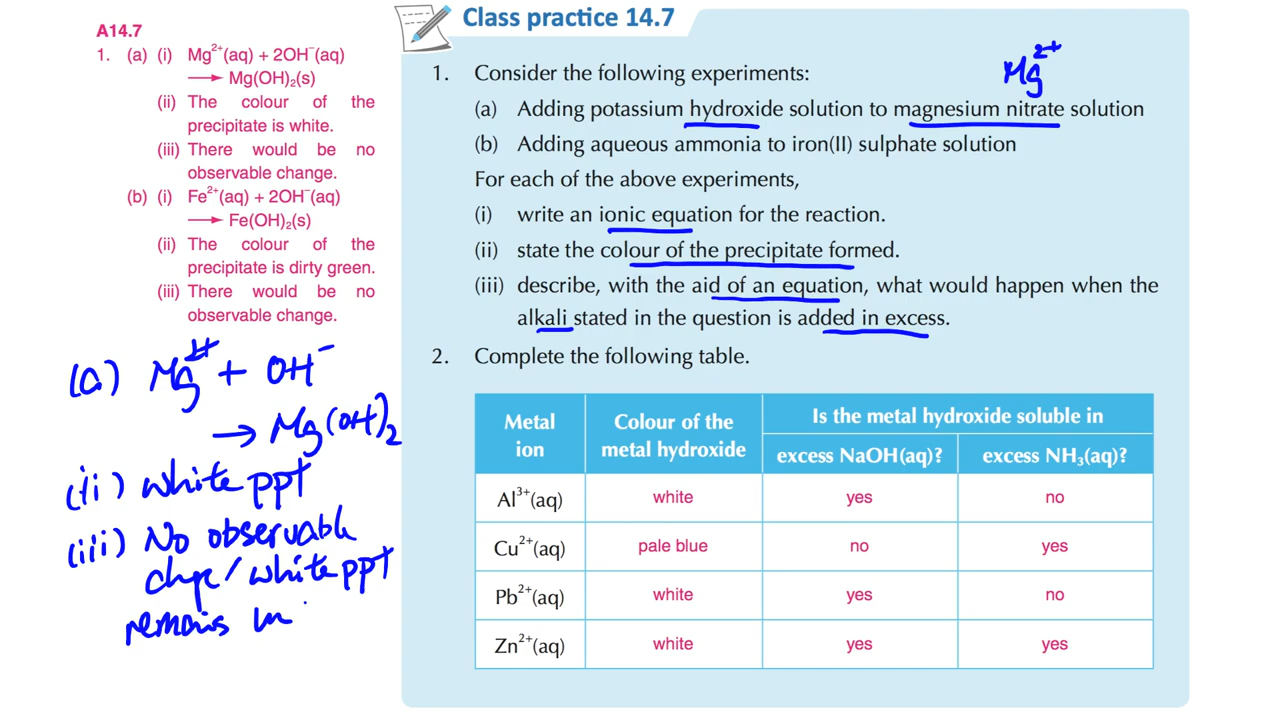 A14.7
1. (a) (i) Mg²⁺(aq) + 2OH⁻(aq)
⟶ Mg(OH)₂(s)
(ii) The colour of the
precipitate is white.
(iii) There would be no
observable change.
(b) (i) Fe²⁺(aq) + 2OH⁻(aq)
⟶ Fe(OH)₂(s)
(ii) The colour of the
precipitate is dirty green.
(iii) There would be no
observable change.
(a) Mg²⁺ + OH⁻
→ Mg(OH)₂
(ii) white ppt
(iii) No observable
chge/white ppt
remains in
Class practice 14.7
Mg²⁺
1. Consider the following experiments:
(a) Adding potassium hydroxide solution to magnesium nitrate solution
(b) Adding aqueous ammonia to iron(II) sulphate solution
For each of the above experiments,
(i) write an ionic equation for the reaction.
(ii) state the colour of the precipitate formed.
(iii) describe, with the aid of an equation, what would happen when the
alkali stated in the question is added in excess.
2. Complete the following table.
Metal ion | Colour of the metal hydroxide | Is the metal hydroxide soluble in
excess NaOH(aq)? | excess NH₃(aq)?
Al³⁺(aq) | white | yes | no
Cu²⁺(aq) | pale blue | no | yes
Pb²⁺(aq) | white | yes | no
Zn²⁺(aq) | white | yes | yes